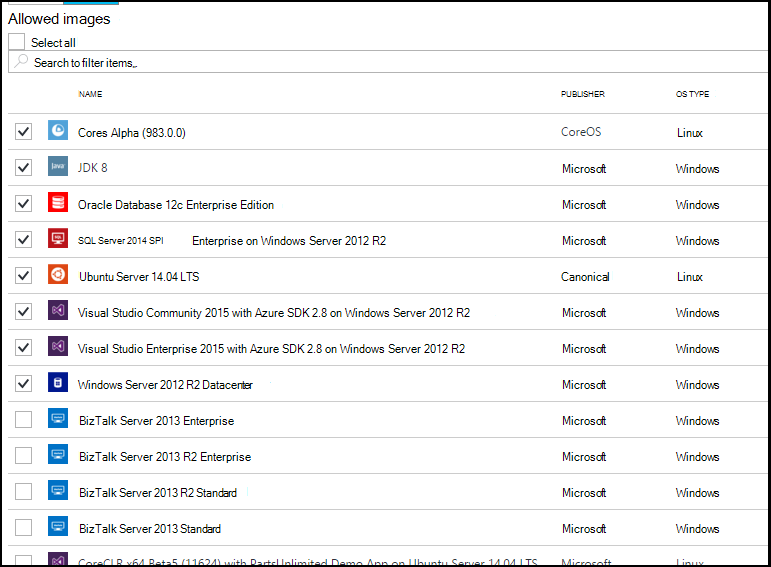 Allowed images
Select all
Search to filter items,.
NAME PUBLISHER OS TYPE
Cores Alpha (983.0.0) CoreOS Linux
Java JDK 8 Microsoft Windows
Oracle Database 12c Enterprise Edition Microsoft Windows
SQL Server 2014 SPI Enterprise on Windows Server 2012 R2 Microsoft Windows
Ubuntu Server 14.04 LTS Canonical Linux
Visual Studio Community 2015 with Azure SDK 2.8 on Windows Server 2012 R2 Microsoft Windows
Visual Studio Enterprise 2015 with Azure SDK 2.8 on Windows Server 2012 R2 Microsoft Windows
Windows Server 2012 R2 Datacenter Microsoft Windows
BizTalk Server 2013 Enterprise Microsoft Windows
BizTalk Server 2013 R2 Enterprise Microsoft Windows
BizTalk Server 2013 R2 Standard Microsoft Windows
BizTalk Server 2013 Standard Microsoft Windows
CoreCLR x64 Beta5 (11624) with PartsUnlimited Demo App on Ubuntu Server 14.04 LTS Microsoft Linux